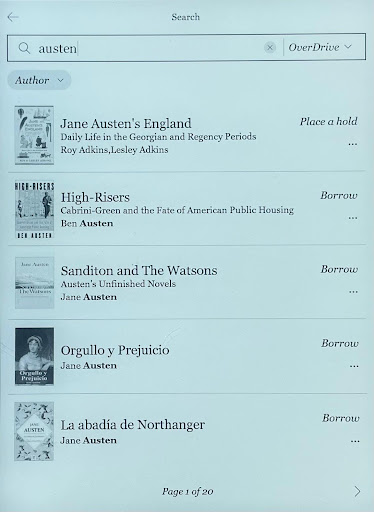 Search
austen
OverDrive
Author
Jane Austen's England
Daily Life in the Georgian and Regency Periods
Roy Adkins,Lesley Adkins
Place a hold
...
HIGH-RISERS
BEN AUSTEN
High-Risers
Cabrini-Green and the Fate of American Public Housing
Ben Austen
Borrow
...
Jane Austen
The Watsons
Sanditon and The Watsons
Austen's Unfinished Novels
Jane Austen
Borrow
...
Orgullo y
Prejuicio
Orgullo y Prejuicio
Jane Austen
Borrow
...
JANE
AUSTEN
La abadía de Northanger
Jane Austen
Borrow
...
Page 1 of 20